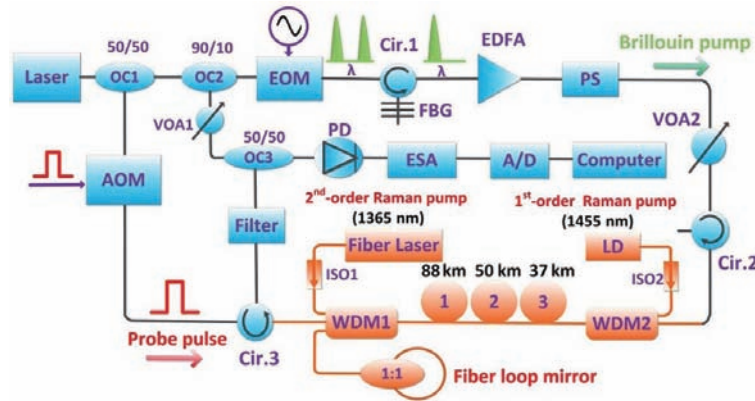 50/50
90/10
Cir.1
EDFA
Brillouin pump
Laser
OC1
OC2
EOM
λ
λ
PS
FBG
VOA1
50/50
PD
VOA2
OC3
ESA
A/D
Computer
AOM
2nd-order Raman pump
(1365 nm)
1st-order Raman pump
(1455 nm)
Filter
Fiber Laser
LD
ISO1
88 km
50 km
37 km
ISO2
Cir.2
1
2
3
WDM1
WDM2
Probe pulse
Cir.3
1:1
Fiber loop mirror